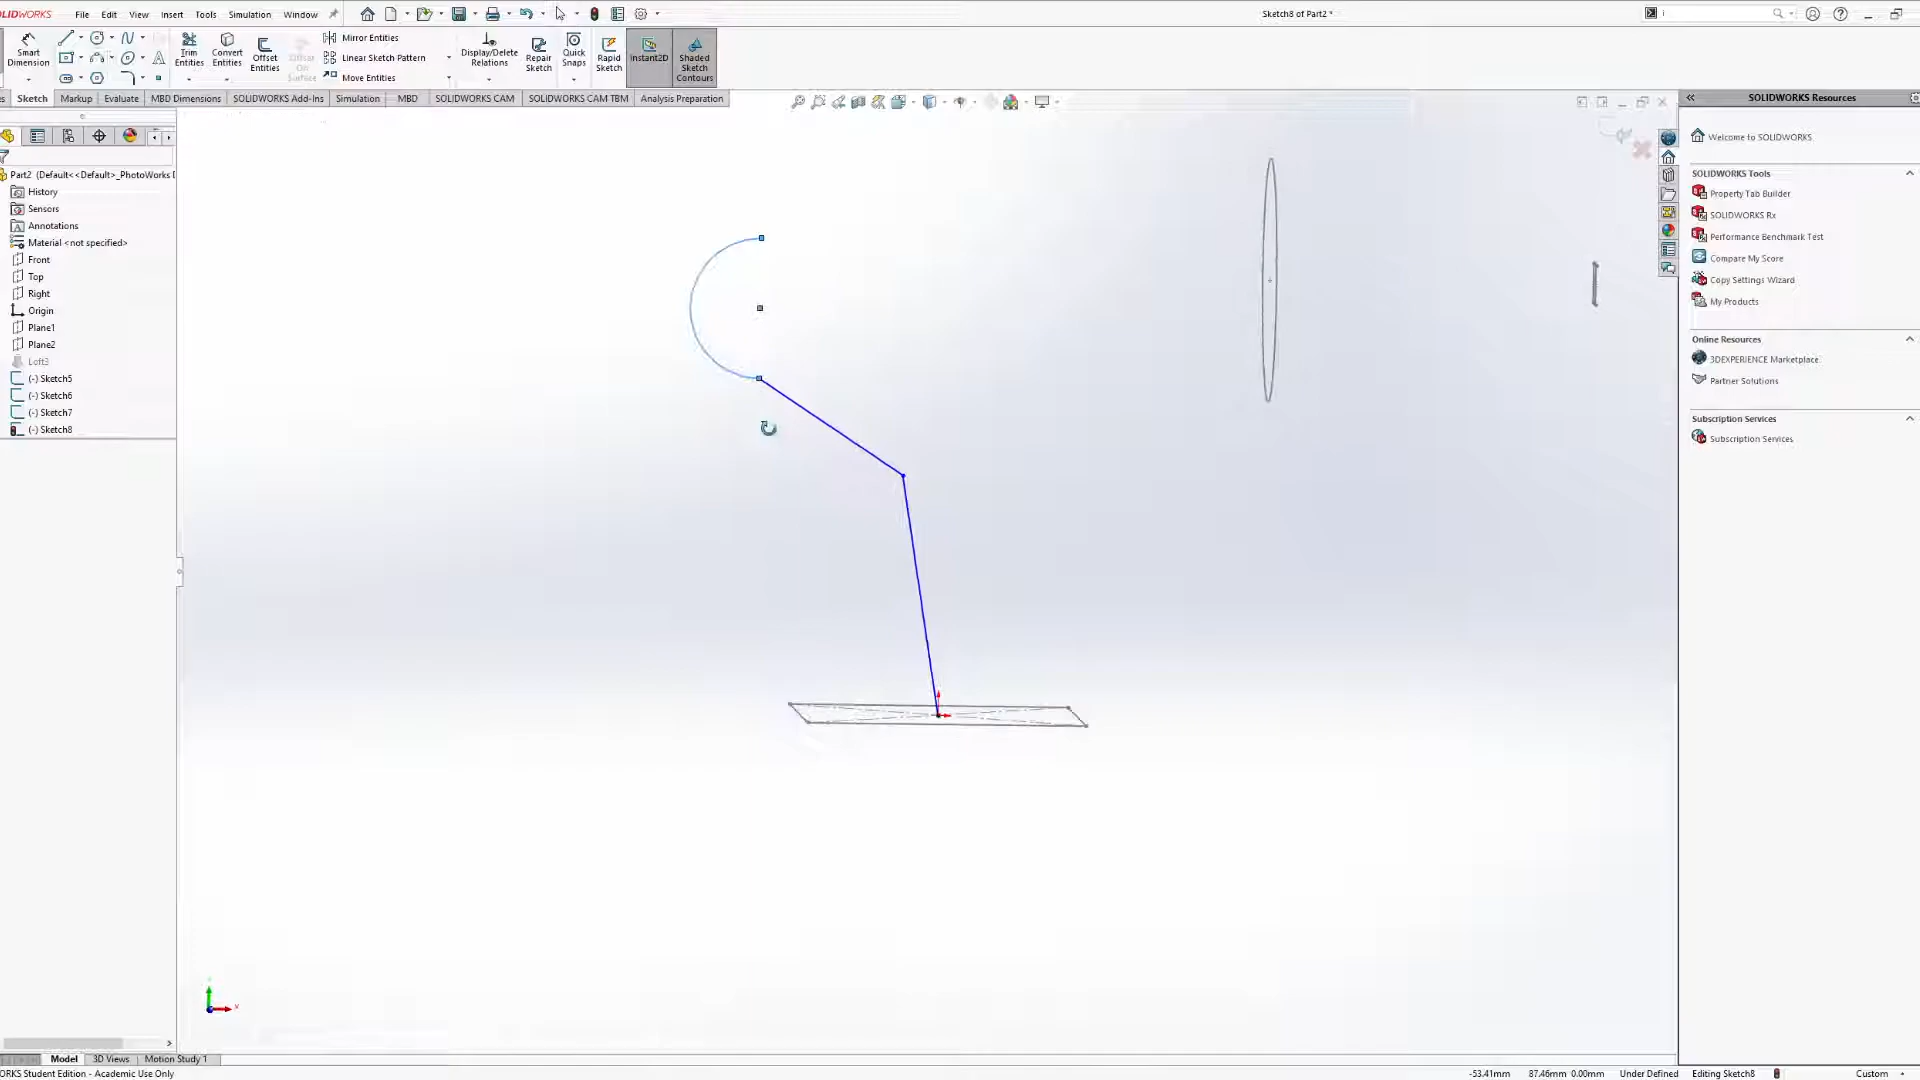 OLIDWORKS File Edit View Insert Tools Simulation Window
Sketch8 of Part2 *
Smart Dimension
Trim Entities
Convert Entities
Offset Entities
Offset On Surface
Mirror Entities
Linear Sketch Pattern
Move Entities
Display/Delete Relations
Repair Sketch
Quick Snaps
Rapid Sketch
Instant2D
Shaded Sketch Contours
Sketch Markup Evaluate MBD Dimensions SOLIDWORKS Add-Ins Simulation MBD SOLIDWORKS CAM SOLIDWORKS CAM TBM Analysis Preparation
Part2 (Default<<Default>_PhotoWorks
History
Sensors
Annotations
Material <not specified>
Front
Top
Right
Origin
Plane1
Plane2
Loft3
(-) Sketch5
(-) Sketch6
(-) Sketch7
(-) Sketch8
SOLIDWORKS Resources
Welcome to SOLIDWORKS
SOLIDWORKS Tools
Property Tab Builder
SOLIDWORKS Rx
Performance Benchmark Test
Compare My Score
Copy Settings Wizard
My Products
Online Resources
3DEXPERIENCE Marketplace
Partner Solutions
Subscription Services
Subscription Services
Model 3D Views Motion Study 1
ORKS Student Edition - Academic Use Only
-53.41mm 87.46mm 0.00mm Under Defined Editing Sketch8 Custom